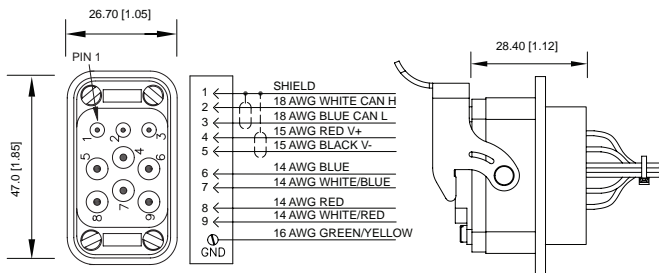 26.70 [1.05]
PIN 1
47.0 [1.85]
1 2 3
4
5 6
7
8 9
1 SHIELD
2 18 AWG WHITE CAN H
3 18 AWG BLUE CAN L
4 15 AWG RED V+
5 15 AWG BLACK V-
6 14 AWG BLUE
7 14 AWG WHITE/BLUE
8 14 AWG RED
9 14 AWG WHITE/RED
16 AWG GREEN/YELLOW
GND
28.40 [1.12]